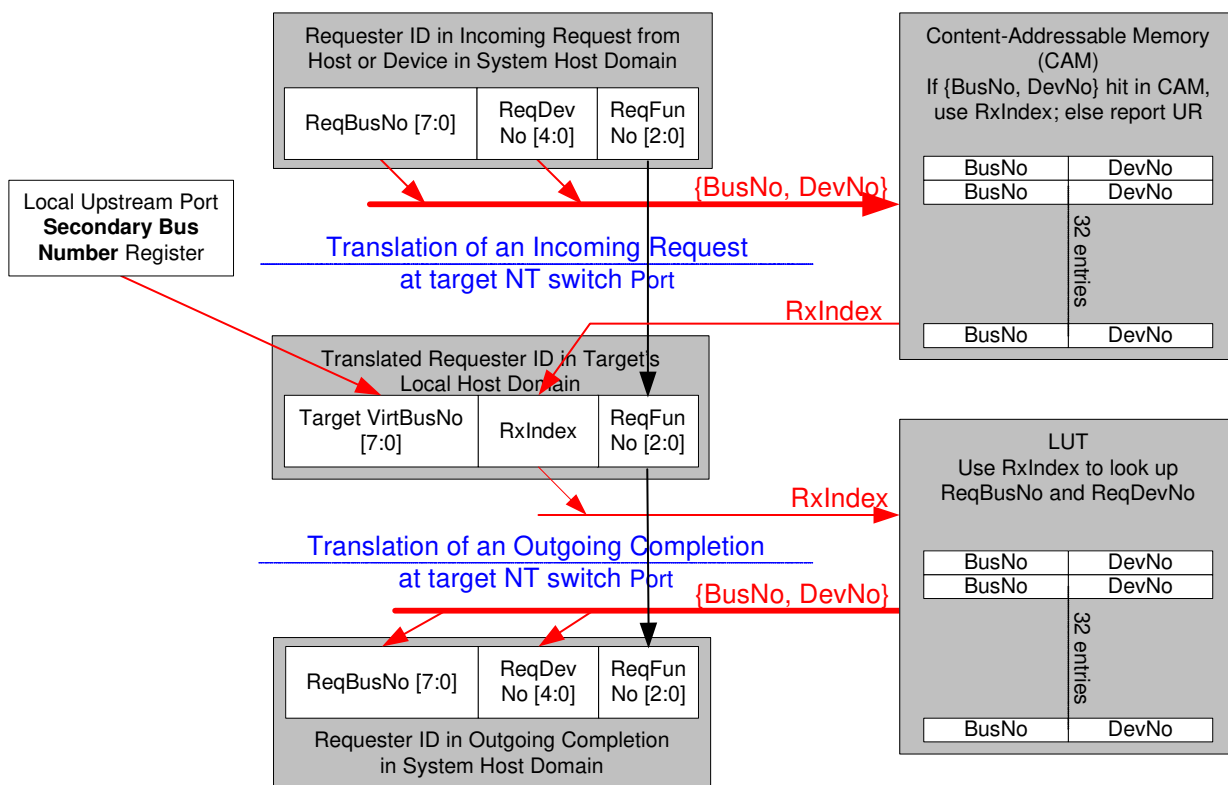 Requester ID in Incoming Request from
Host or Device in System Host Domain
ReqBusNo [7:0]
ReqDev
No [4:0]
ReqFun
No [2:0]
Content-Addressable Memory
(CAM)
If {BusNo, DevNo} hit in CAM,
use RxIndex; else report UR
BusNo DevNo
BusNo DevNo
32 entries
BusNo DevNo
{BusNo, DevNo}
Local Upstream Port
Secondary Bus
Number Register
Translation of an Incoming Request
at target NT switch Port
RxIndex
Translated Requester ID in Target's
Local Host Domain
Target VirtBusNo
[7:0]
RxIndex
ReqFun
No [2:0]
LUT
Use RxIndex to look up
ReqBusNo and ReqDevNo
BusNo DevNo
BusNo DevNo
32 entries
BusNo DevNo
RxIndex
Translation of an Outgoing Completion
at target NT switch Port
{BusNo, DevNo}
ReqBusNo [7:0]
ReqDev
No [4:0]
ReqFun
No [2:0]
Requester ID in Outgoing Completion
in System Host Domain